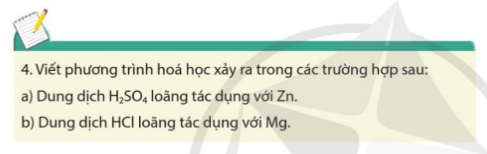 4. Viết phương trình hoá học xảy ra trong các trường hợp sau:
a) Dung dịch H₂SO₄ loãng tác dụng với Zn.
b) Dung dịch HCl loãng tác dụng với Mg.